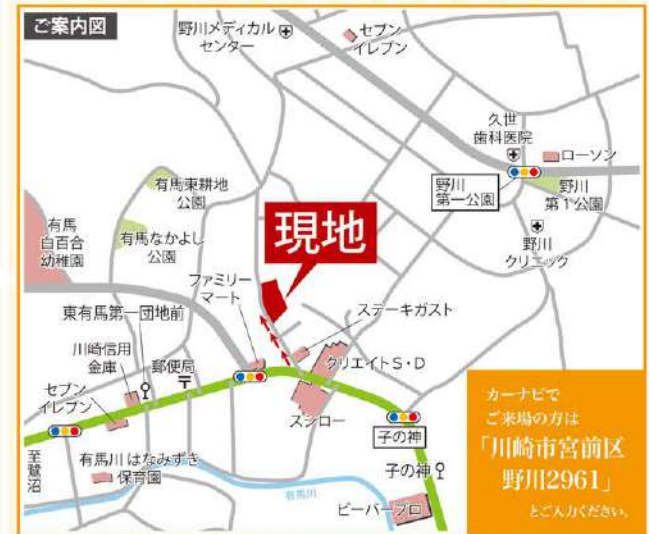 ご案内図
野川メディカル
センター
セブン
イレブン
久世
歯科医院
ローソン
野川
第一公園
野川
第1公園
野川
クリニック
有馬東耕地
公園
有馬
白百合
幼稚園
有馬なかよし
公園
現地
ファミリー
マート
ステーキガスト
東有馬第一団地前
川崎信用
金庫
郵便局
クリエイトS・D
セブン
イレブン
スシロー
子の神
至鷺沼
有馬川はなみずき
保育園
有馬川
子の神
ビーバープロ
カーナビで
ご来場の方は
「川崎市宮前区
野川2961」
とご入力ください。